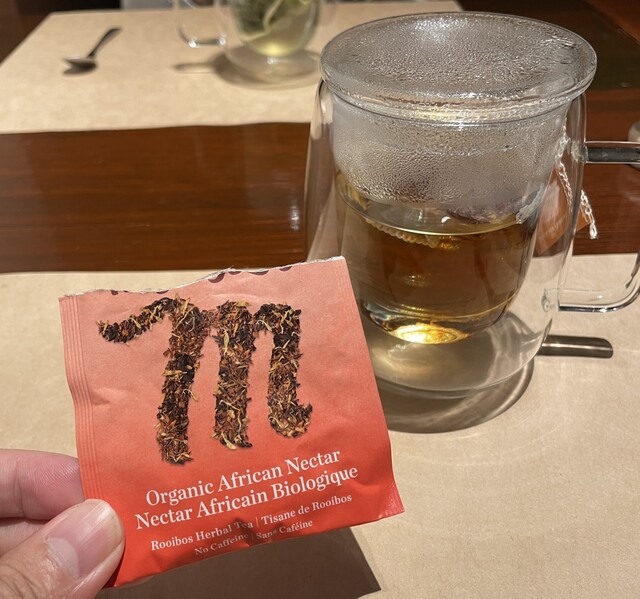 m
Organic African Nectar
Nectar Africain Biologique
Rooibos Herbal Tea | Tisane de Rooibos
No Caffeine | Sans Caféine